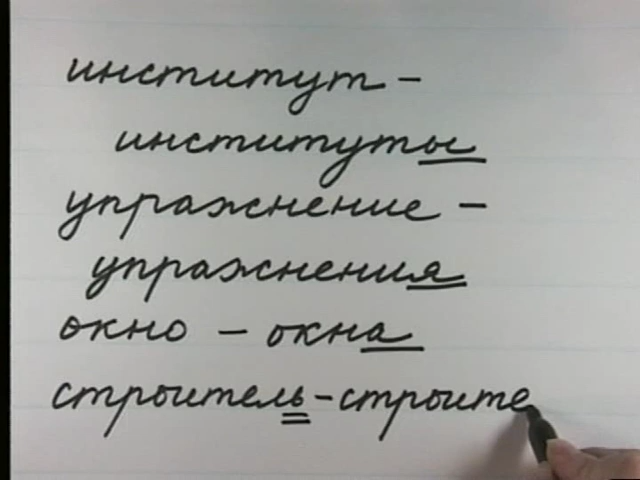 институт -
институты
упражнение -
упражнения
окно - окна
строитель - строите